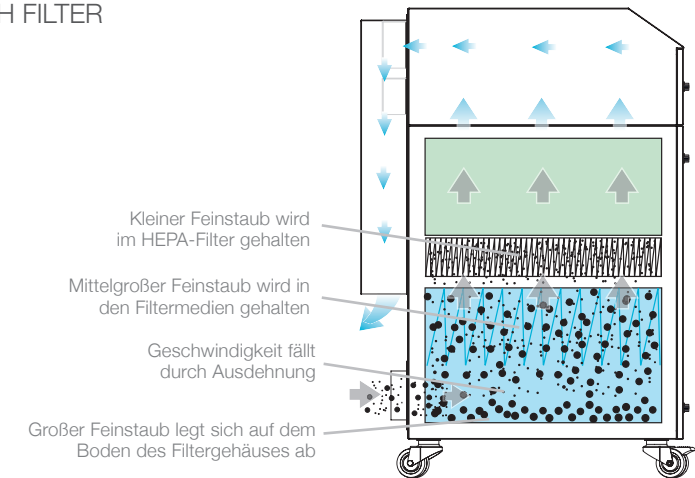 H FILTER
Kleiner Feinstaub wird
im HEPA-Filter gehalten
Mittelgroßer Feinstaub wird in
den Filtermedien gehalten
Geschwindigkeit fällt
durch Ausdehnung
Großer Feinstaub legt sich auf dem
Boden des Filtergehäuses ab